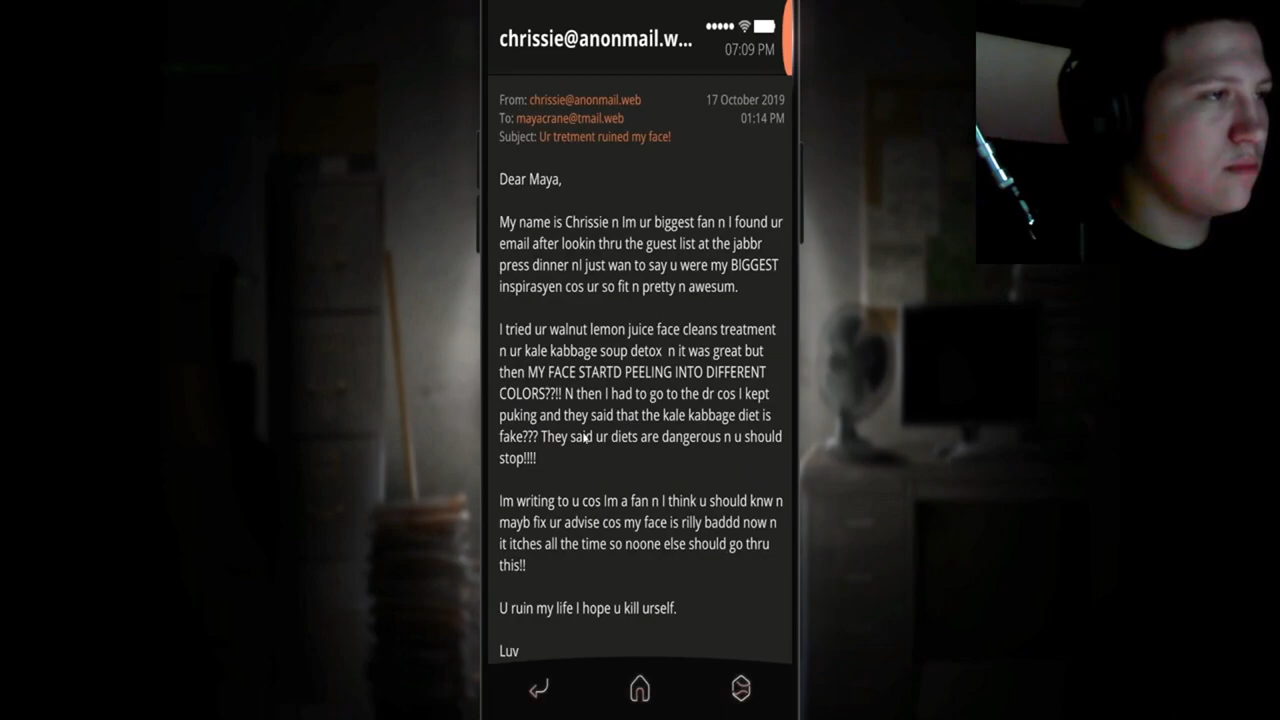 chrissie@anonmail.w...
07:09 PM
From: chrissie@anonmail.web 17 October 2019
To: mayacrane@tmail.web 01:14 PM
Subject: Ur tretment ruined my face!
Dear Maya,
My name is Chrissie n Im ur biggest fan n I found ur
email after lookin thru the guest list at the jabbr
press dinner nI just wan to say u were my BIGGEST
inspirasyen cos ur so fit n pretty n awesum.
I tried ur walnut lemon juice face cleans treatment
n ur kale kabbage soup detox n it was great but
then MY FACE STARTD PEELING INTO DIFFERENT
COLORS??!! N then I had to go to the dr cos I kept
puking and they said that the kale kabbage diet is
fake??? They said ur diets are dangerous n u should
stop!!!!
Im writing to u cos Im a fan n I think u should knw n
mayb fix ur advise cos my face is rilly baddd now n
it itches all the time so noone else should go thru
this!!
U ruin my life I hope u kill urself.
Luv